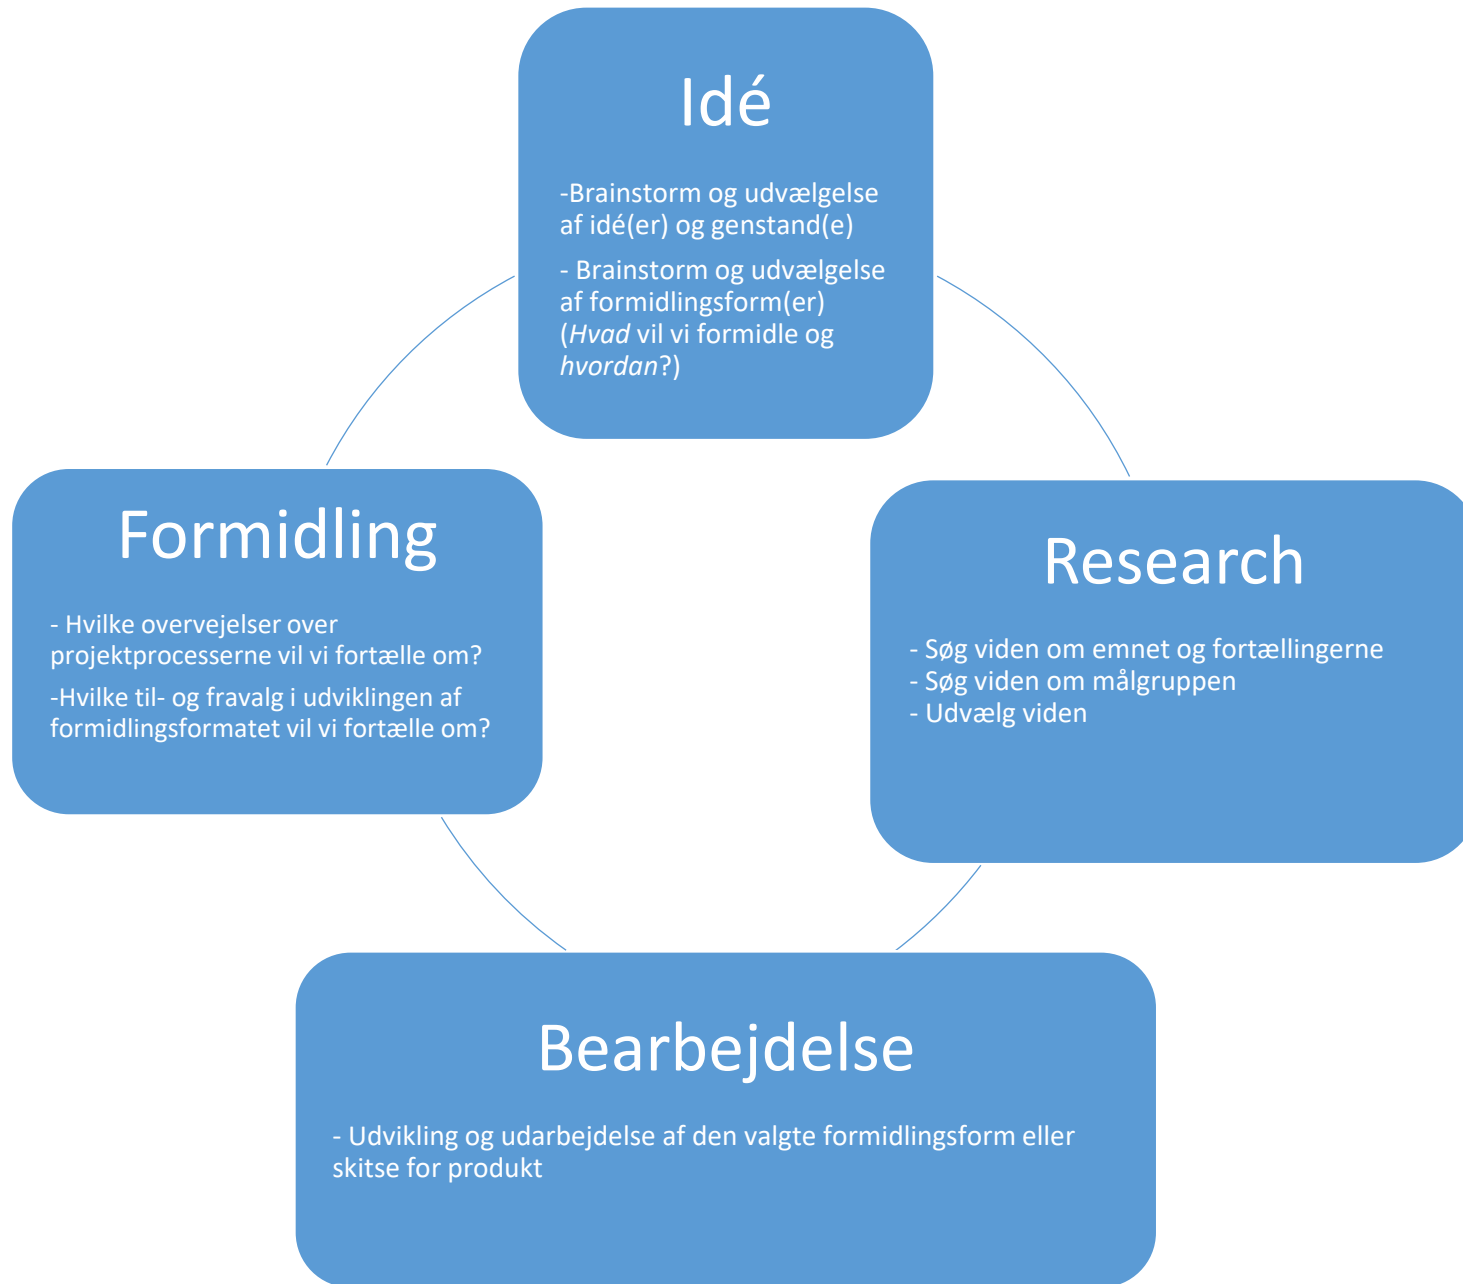 Idé
-Brainstorm og udvælgelse
af idé(er) og genstand(e)
- Brainstorm og udvælgelse
af formidlingsform(er)
(Hvad vil vi formidle og
hvordan?)
Research
- Søg viden om emnet og fortællingerne
- Søg viden om målgruppen
- Udvælg viden
Bearbejdelse
- Udvikling og udarbejdelse af den valgte formidlingsform eller
skitse for produkt
Formidling
- Hvilke overvejelser over
projektprocesserne vil vi fortælle om?
-Hvilke til- og fravalg i udviklingen af
formidlingsformatet vil vi fortælle om?